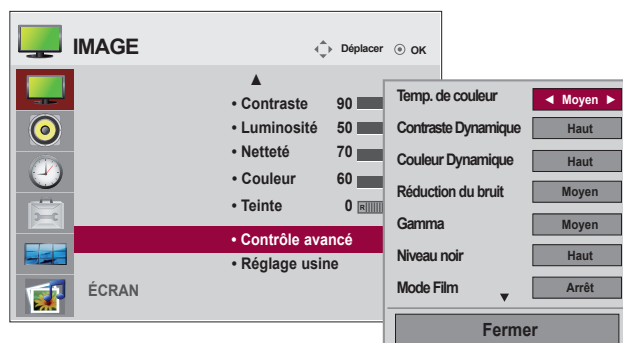 IMAGE
Déplacer OK
• Contraste 90
• Luminosité 50
• Netteté 70
• Couleur 60
• Teinte 0 R
• Contrôle avancé
• Réglage usine
ÉCRAN
Temp. de couleur ◄ Moyen ►
Contraste Dynamique Haut
Couleur Dynamique Haut
Réduction du bruit Moyen
Gamma Moyen
Niveau noir Haut
Mode Film Arrêt
Fermer